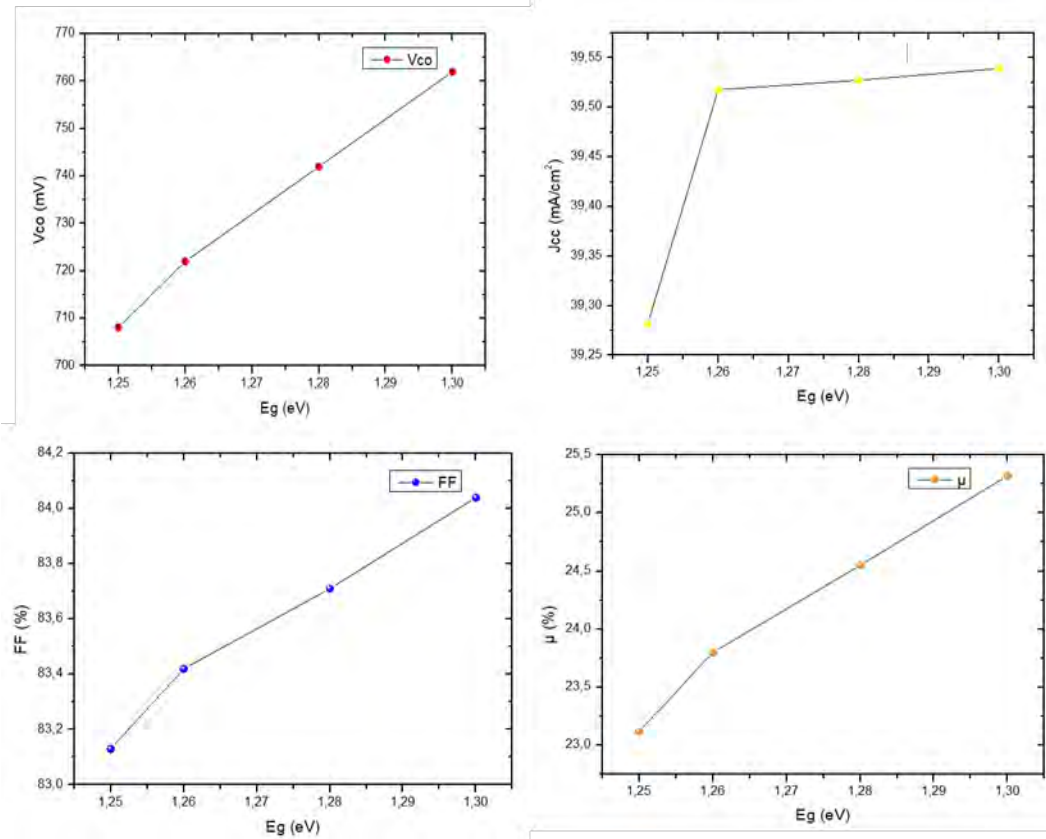 770
760
750
740
730
720
710
700
Vco (mV)
Vco
1,25 1,26 1,27 1,28 1,29 1,30
Eg (eV)
39,55
39,50
39,45
39,40
39,35
39,30
39,25
Jcc (mA/cm²)
1,25 1,26 1,27 1,28 1,29 1,30
Eg (eV)
84,2
84,0
83,8
83,6
83,4
83,2
83,0
FF (%)
FF
1,25 1,26 1,27 1,28 1,29 1,30
Eg (eV)
25,5
25,0
24,5
24,0
23,5
23,0
µ (%)
µ
1,25 1,26 1,27 1,28 1,29 1,30
Eg (eV)